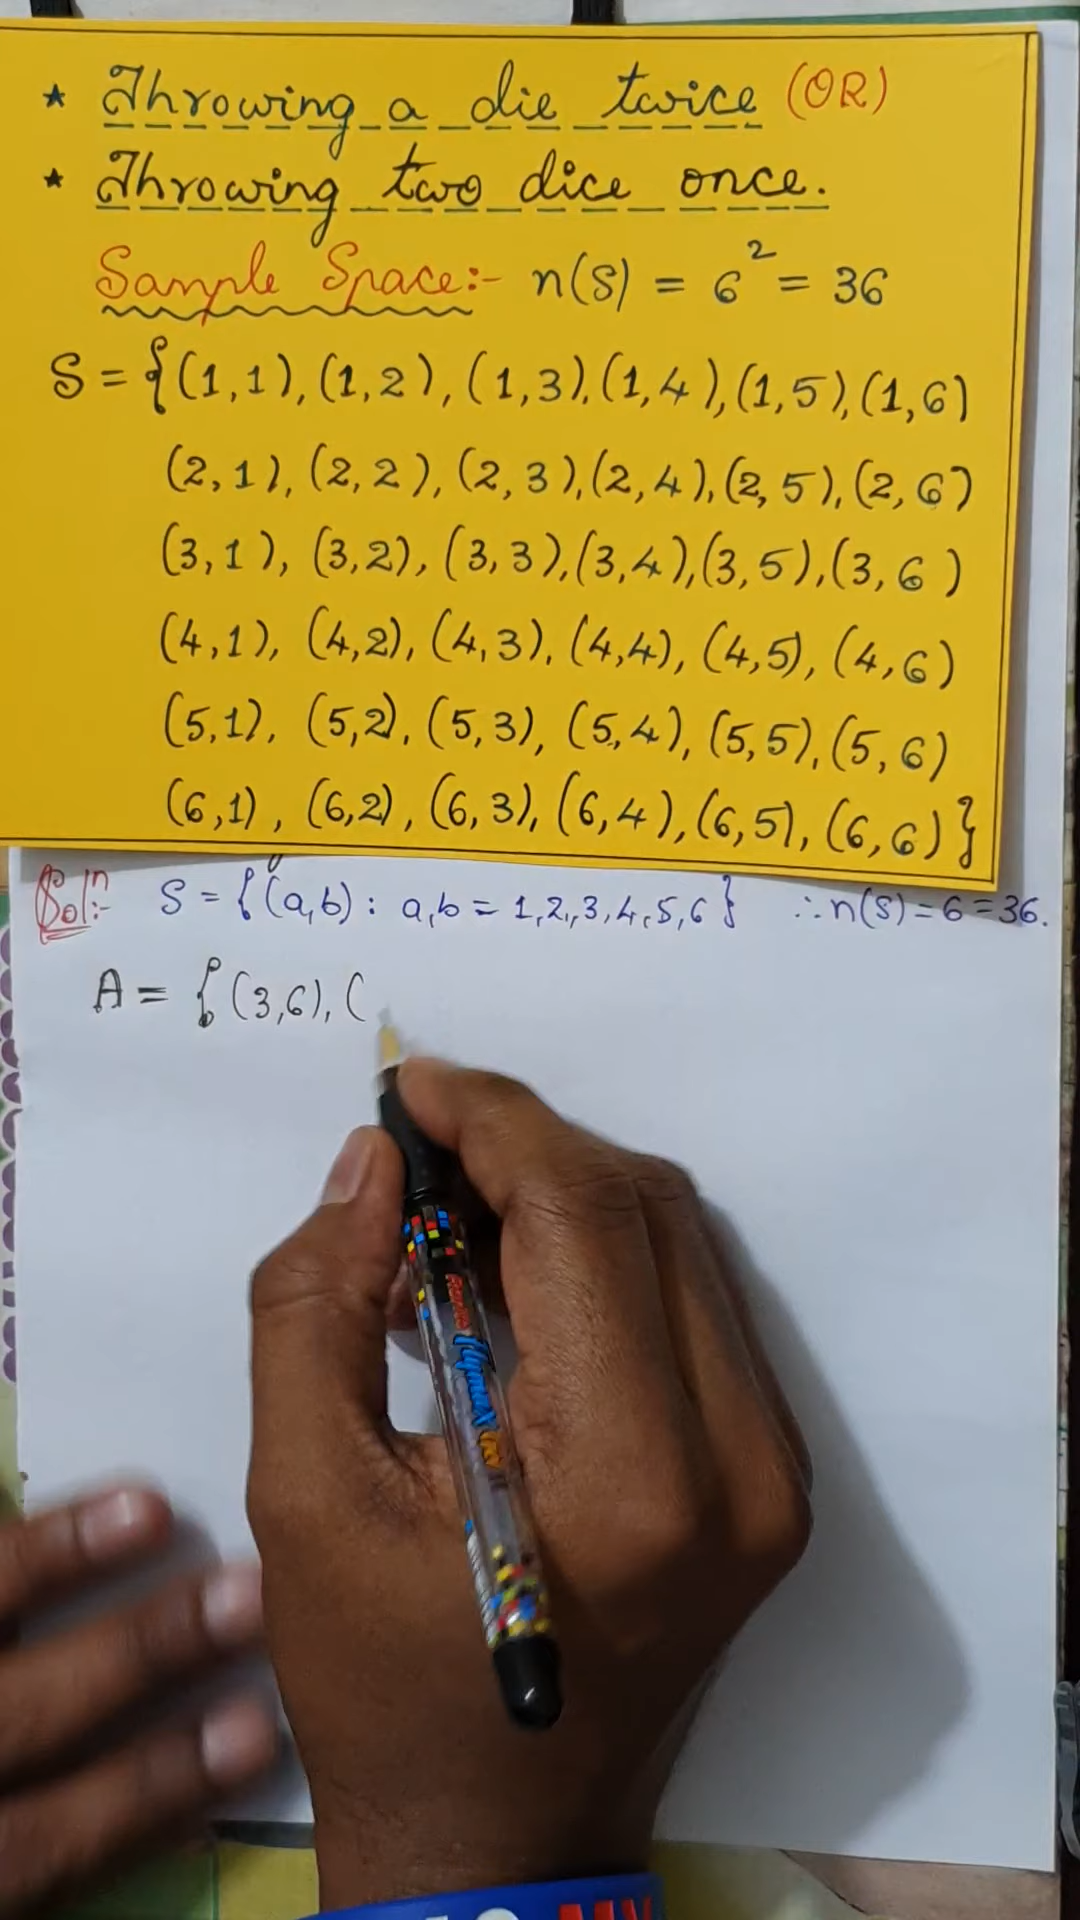 ★ Throwing a die twice (OR)
★ Throwing two dice once.
Sample Space:- n(S) = 6² = 36
S = {(1,1), (1,2), (1,3), (1,4), (1,5), (1,6)
(2,1), (2,2), (2,3), (2,4), (2,5), (2,6)
(3,1), (3,2), (3,3), (3,4), (3,5), (3,6)
(4,1), (4,2), (4,3), (4,4), (4,5), (4,6)
(5,1), (5,2), (5,3), (5,4), (5,5), (5,6)
(6,1), (6,2), (6,3), (6,4), (6,5), (6,6)}
Solⁿ:- S = {(a,b) : a,b = 1,2,3,4,5,6} ∴ n(S) = 6 = 36.
A = {(3,6), (